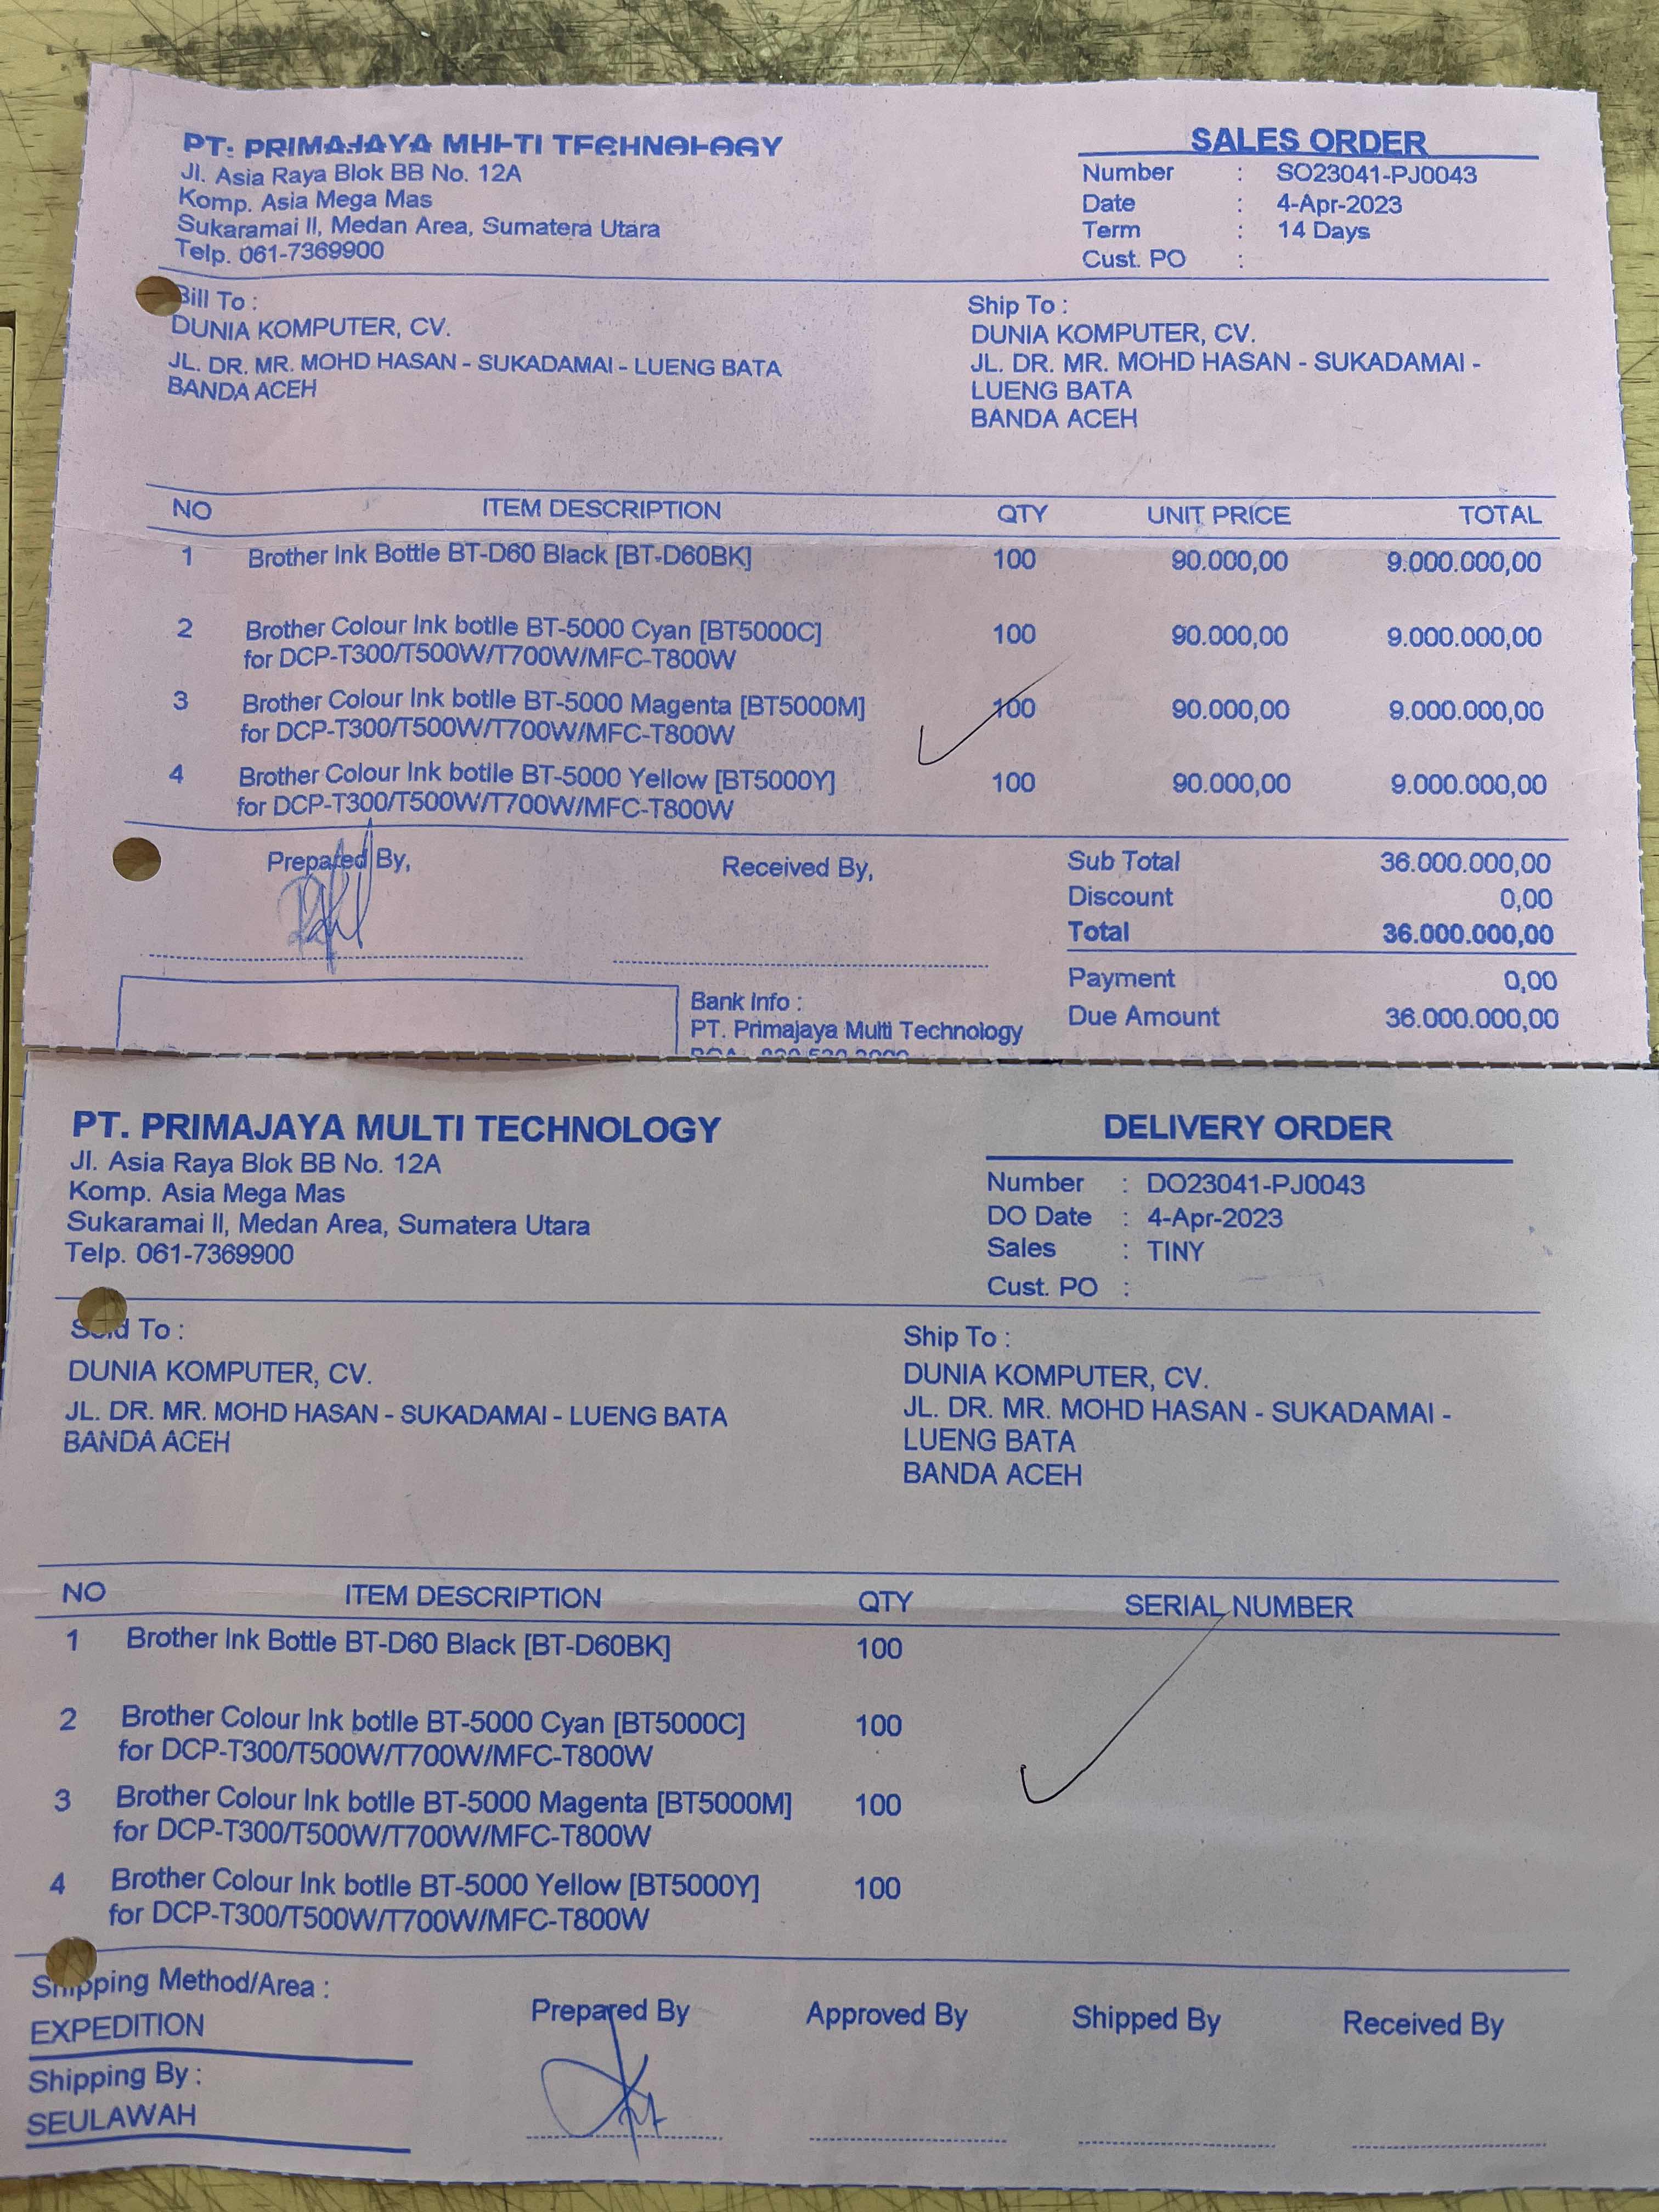 PT. PRIMAJAYA MULTI TECHNOLOGY
Jl. Asia Raya Blok BB No. 12A
Komp. Asia Mega Mas
Sukaramai II, Medan Area, Sumatera Utara
Telp. 061-7369900
SALES ORDER
Number : SO23041-PJ0043
Date : 4-Apr-2023
Term : 14 Days
Cust. PO :
Bill To :
DUNIA KOMPUTER, CV.
JL. DR. MR. MOHD HASAN - SUKADAMAI - LUENG BATA
BANDA ACEH
Ship To :
DUNIA KOMPUTER, CV.
JL. DR. MR. MOHD HASAN - SUKADAMAI -
LUENG BATA
BANDA ACEH
NO ITEM DESCRIPTION QTY UNIT PRICE TOTAL
1 Brother Ink Bottle BT-D60 Black [BT-D60BK] 100 90.000,00 9.000.000,00
2 Brother Colour Ink botlle BT-5000 Cyan [BT5000C] 100 90.000,00 9.000.000,00
for DCP-T300/T500W/T700W/MFC-T800W
3 Brother Colour Ink botlle BT-5000 Magenta [BT5000M] 100 90.000,00 9.000.000,00
for DCP-T300/T500W/T700W/MFC-T800W
4 Brother Colour Ink botlle BT-5000 Yellow [BT5000Y] 100 90.000,00 9.000.000,00
for DCP-T300/T500W/T700W/MFC-T800W
Prepared By,
Received By,
Sub Total 36.000.000,00
Discount 0,00
Total 36.000.000,00
Payment 0,00
Due Amount 36.000.000,00
Bank Info :
PT. Primajaya Multi Technology
PT. PRIMAJAYA MULTI TECHNOLOGY
Jl. Asia Raya Blok BB No. 12A
Komp. Asia Mega Mas
Sukaramai II, Medan Area, Sumatera Utara
Telp. 061-7369900
DELIVERY ORDER
Number : DO23041-PJ0043
DO Date : 4-Apr-2023
Sales : TINY
Cust. PO :
Sold To :
DUNIA KOMPUTER, CV.
JL. DR. MR. MOHD HASAN - SUKADAMAI - LUENG BATA
BANDA ACEH
Ship To :
DUNIA KOMPUTER, CV.
JL. DR. MR. MOHD HASAN - SUKADAMAI -
LUENG BATA
BANDA ACEH
NO ITEM DESCRIPTION QTY SERIAL NUMBER
1 Brother Ink Bottle BT-D60 Black [BT-D60BK] 100
2 Brother Colour Ink botlle BT-5000 Cyan [BT5000C] 100
for DCP-T300/T500W/T700W/MFC-T800W
3 Brother Colour Ink botlle BT-5000 Magenta [BT5000M] 100
for DCP-T300/T500W/T700W/MFC-T800W
4 Brother Colour Ink botlle BT-5000 Yellow [BT5000Y] 100
for DCP-T300/T500W/T700W/MFC-T800W
Shipping Method/Area :
EXPEDITION
Shipping By :
SEULAWAH
Prepared By
Approved By
Shipped By
Received By